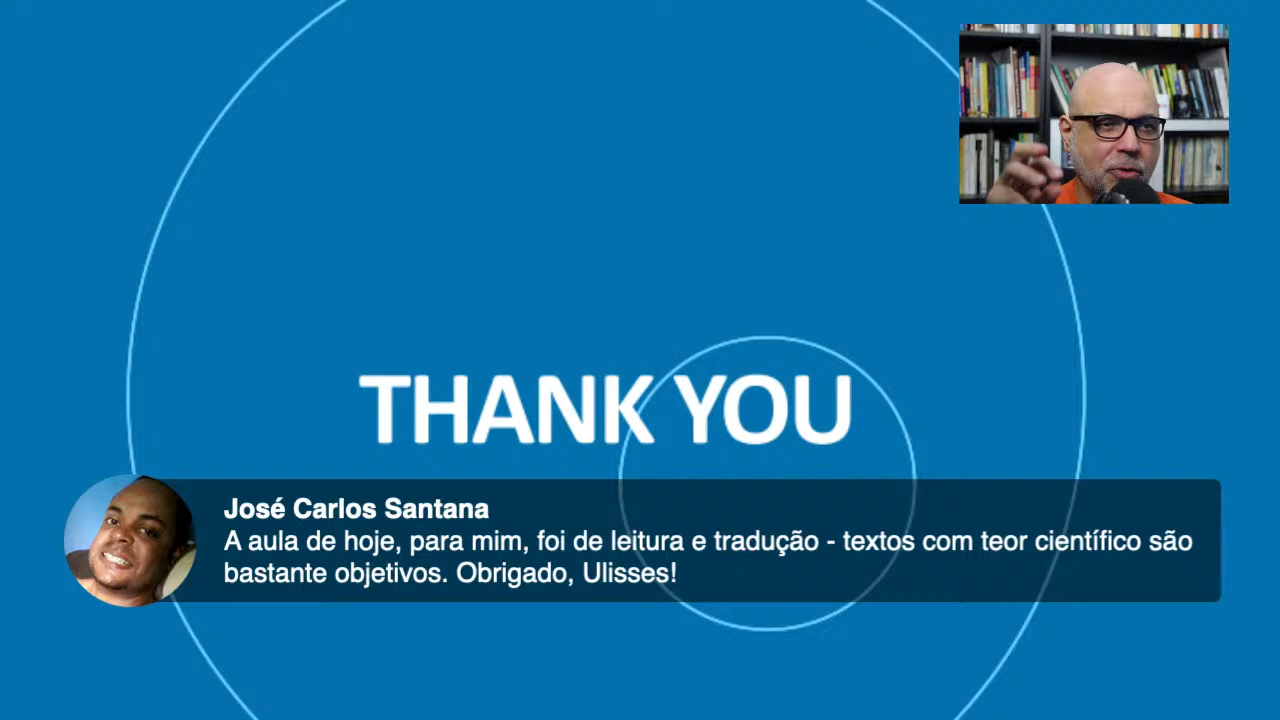 THANK YOU
José Carlos Santana
A aula de hoje, para mim, foi de leitura e tradução - textos com teor científico são
bastante objetivos. Obrigado, Ulisses!